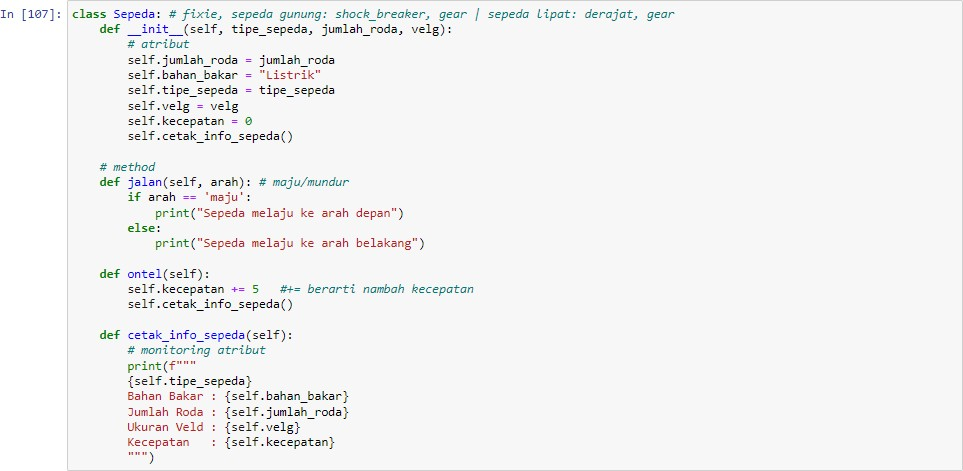 In [107]: class Sepeda: # fixie, sepeda gunung: shock_breaker, gear | sepeda lipat: derajat, gear
    def __init__(self, tipe_sepeda, jumlah_roda, velg):
        # atribut
        self.jumlah_roda = jumlah_roda
        self.bahan_bakar = "Listrik"
        self.tipe_sepeda = tipe_sepeda
        self.velg = velg
        self.kecepatan = 0
        self.cetak_info_sepeda()

    # method
    def jalan(self, arah): # maju/mundur
        if arah == 'maju':
            print("Sepeda melaju ke arah depan")
        else:
            print("Sepeda melaju ke arah belakang")

    def ontel(self):
        self.kecepatan += 5   #+= berarti nambah kecepatan
        self.cetak_info_sepeda()

    def cetak_info_sepeda(self):
        # monitoring atribut
        print(f"""
        {self.tipe_sepeda}
        Bahan Bakar : {self.bahan_bakar}
        Jumlah Roda : {self.jumlah_roda}
        Ukuran Veld : {self.velg}
        Kecepatan   : {self.kecepatan}
        """)